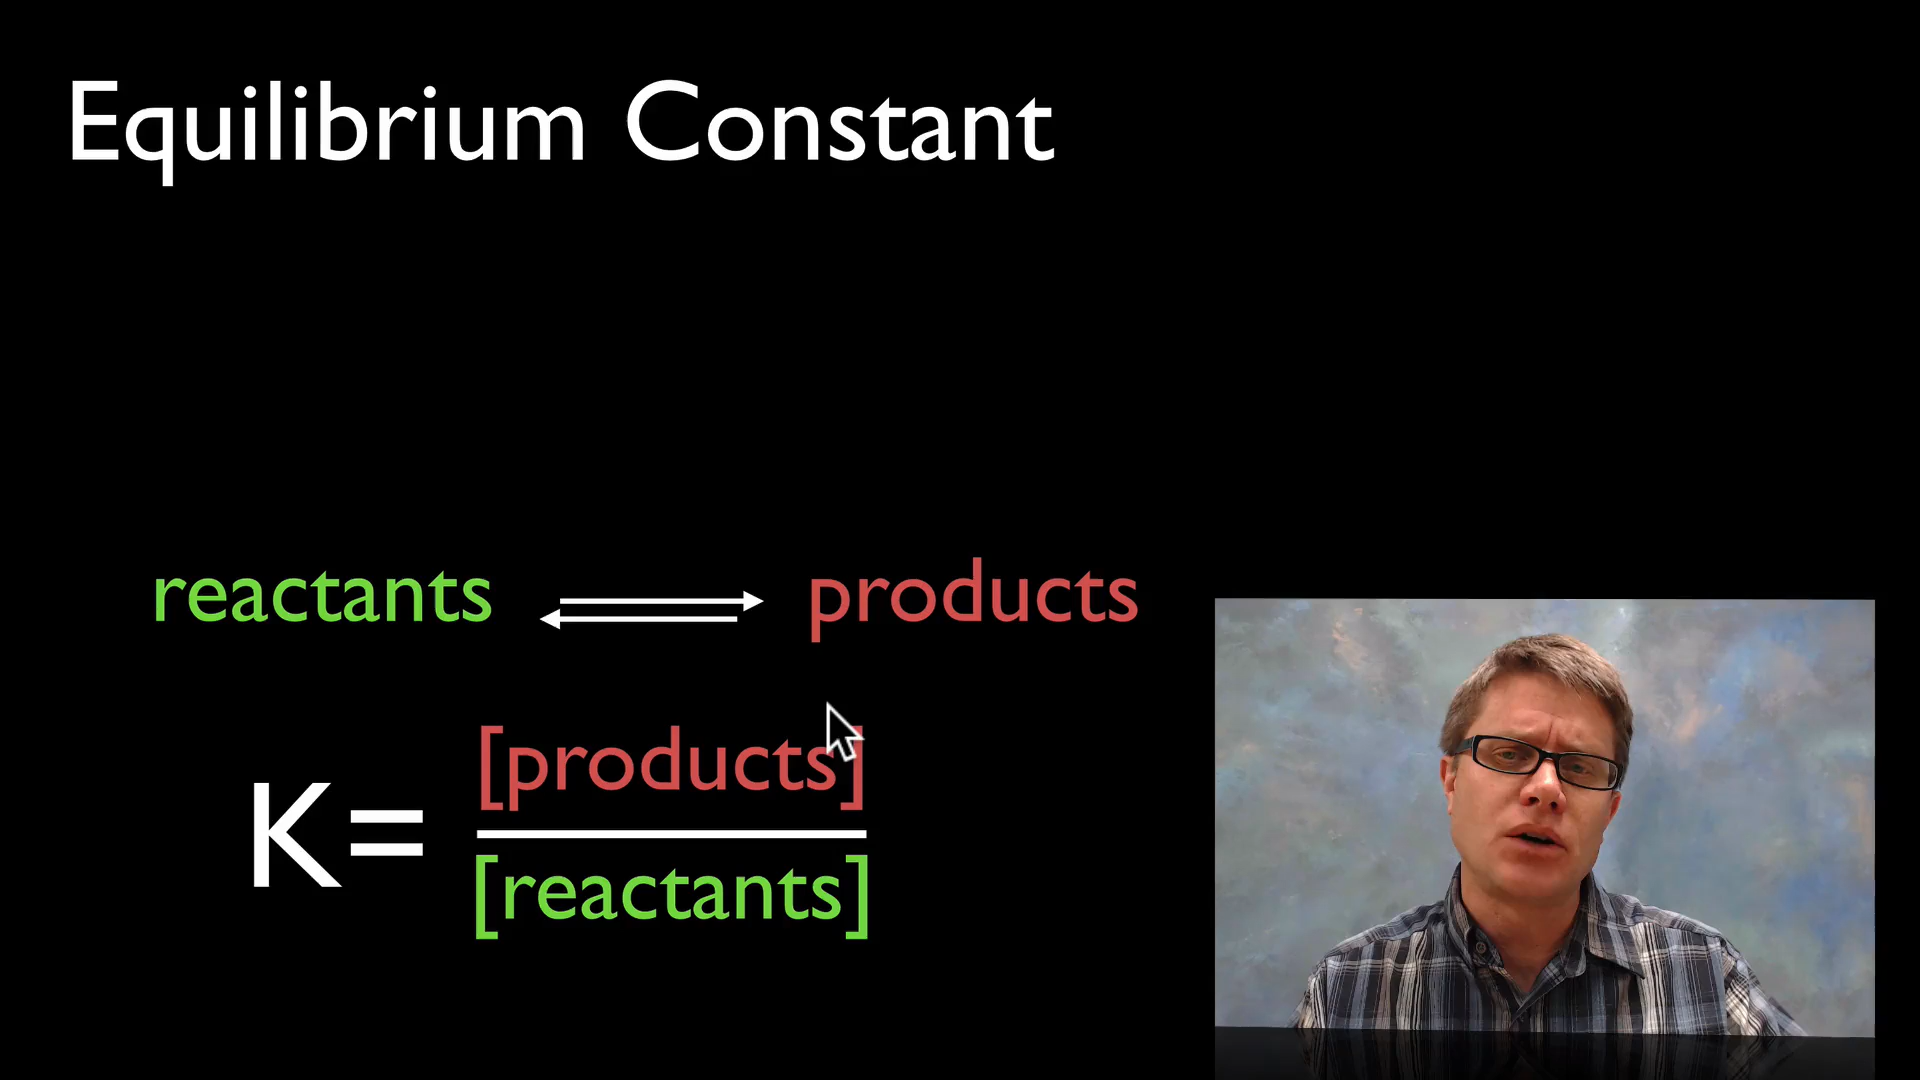 Equilibrium Constant
reactants products
K= [products]
[reactants]